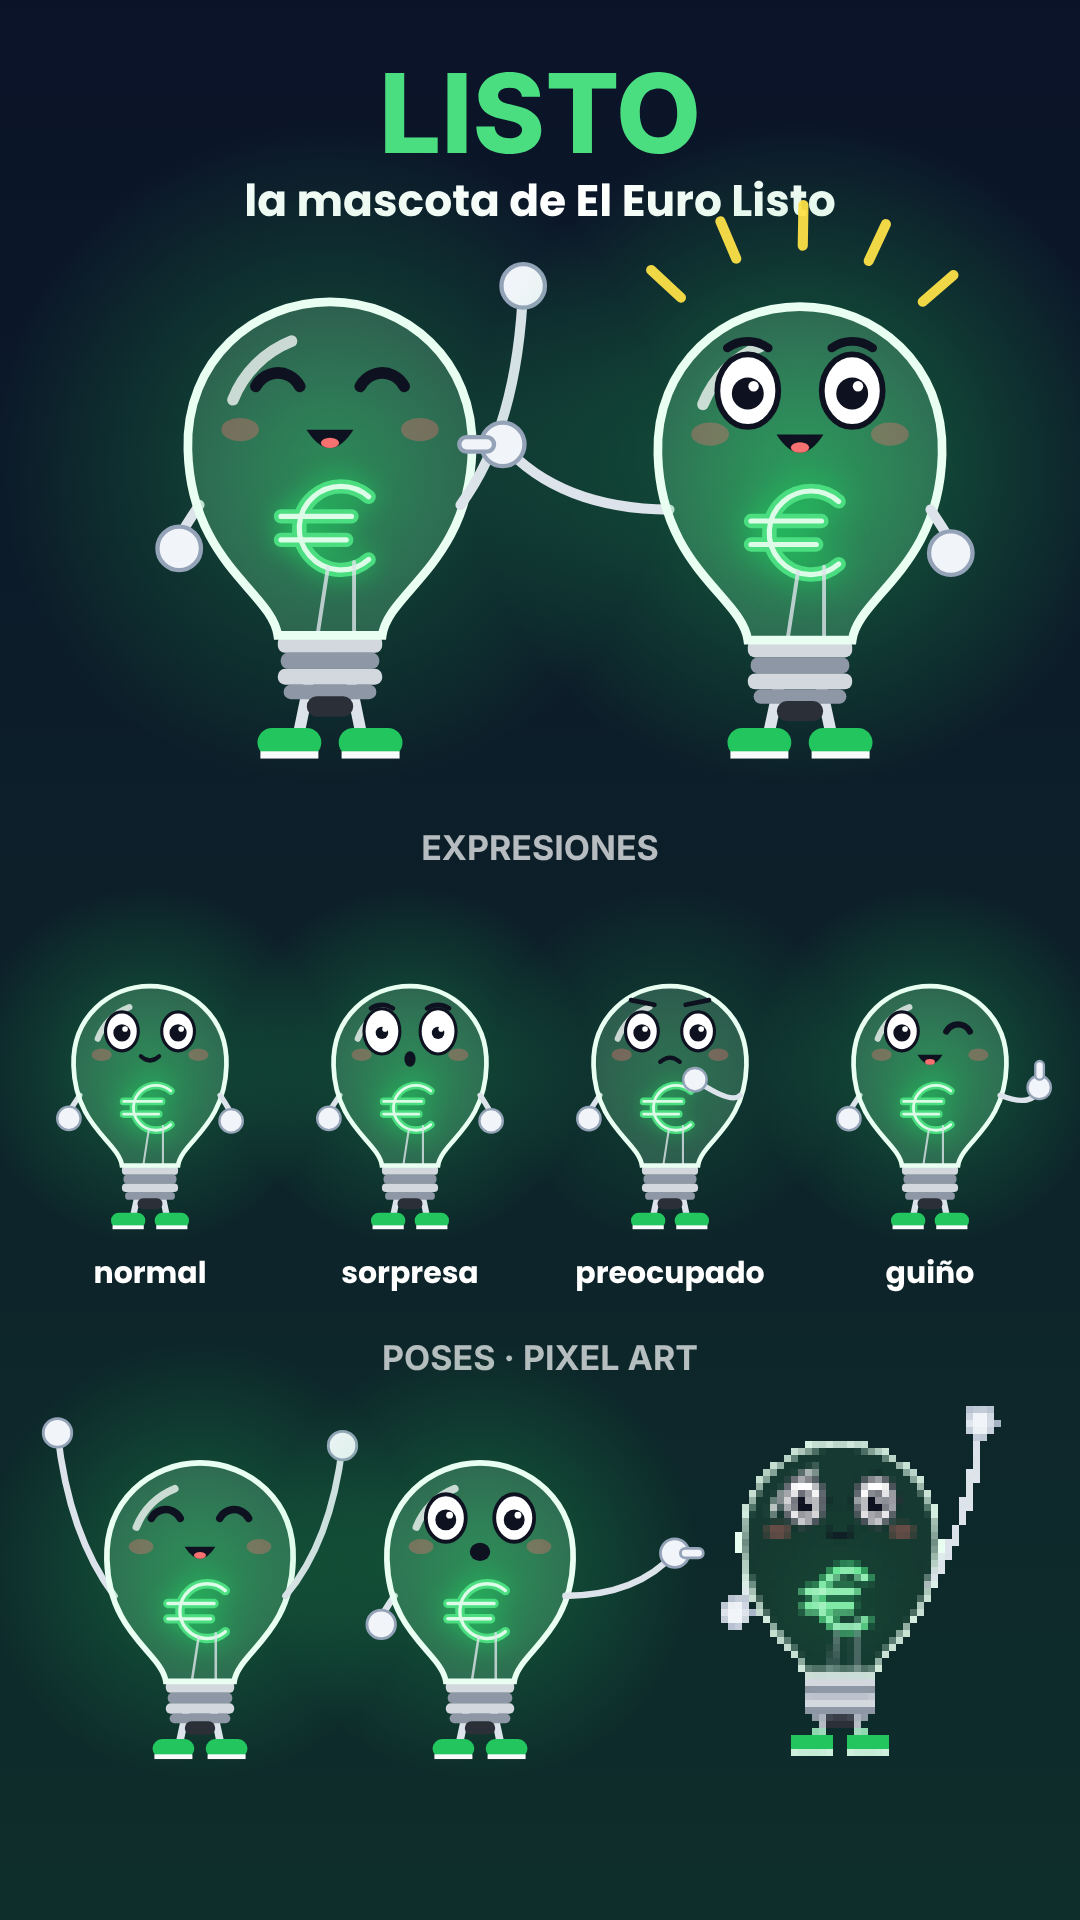 LISTO
la mascota de El Euro Listo
€ €
EXPRESIONES
€ € € €
normal sorpresa preocupado guiño
POSES · PIXEL ART
€ € €